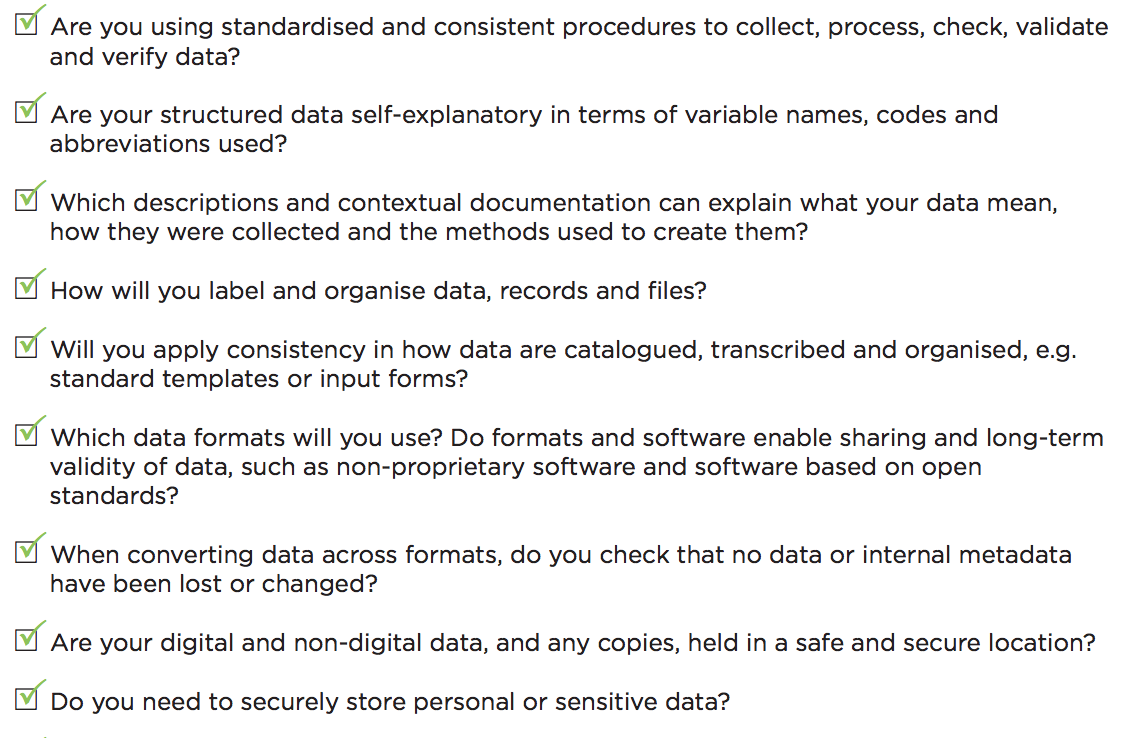 Are you using standardised and consistent procedures to collect, process, check, validate
and verify data?
Are your structured data self-explanatory in terms of variable names, codes and
abbreviations used?
Which descriptions and contextual documentation can explain what your data mean,
how they were collected and the methods used to create them?
How will you label and organise data, records and files?
Will you apply consistency in how data are catalogued, transcribed and organised, e.g.
standard templates or input forms?
Which data formats will you use? Do formats and software enable sharing and long-term
validity of data, such as non-proprietary software and software based on open
standards?
When converting data across formats, do you check that no data or internal metadata
have been lost or changed?
Are your digital and non-digital data, and any copies, held in a safe and secure location?
Do you need to securely store personal or sensitive data?